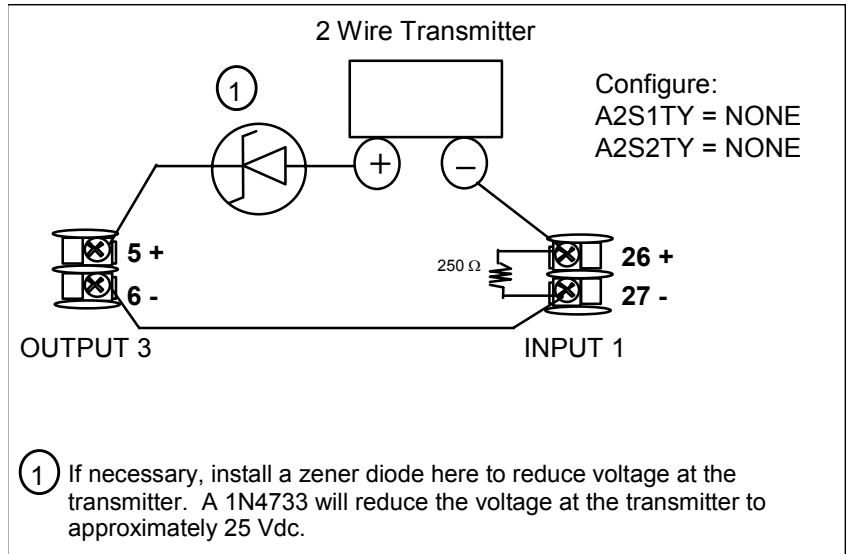 2 Wire Transmitter
1
Configure:
A2S1TY = NONE
A2S2TY = NONE
+
–
5 +
6 -
250 Ω
26 +
27 -
OUTPUT 3
INPUT 1
1 If necessary, install a zener diode here to reduce voltage at the
transmitter.  A 1N4733 will reduce the voltage at the transmitter to
approximately 25 Vdc.